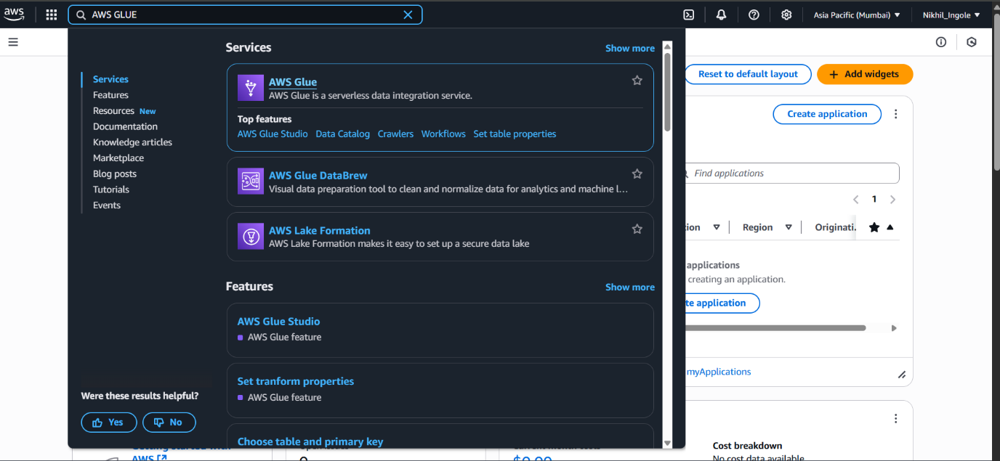 aws
AWS GLUE
Asia Pacific (Mumbai)
Nikhil_Ingole
Services
Features
Resources New
Documentation
Knowledge articles
Marketplace
Blog posts
Tutorials
Events
Were these results helpful?
Yes
No
Services
Show more
AWS Glue
AWS Glue is a serverless data integration service.
Top features
AWS Glue Studio Data Catalog Crawlers Workflows Set table properties
AWS Glue DataBrew
Visual data preparation tool to clean and normalize data for analytics and machine l...
AWS Lake Formation
AWS Lake Formation makes it easy to set up a secure data lake
Features
Show more
AWS Glue Studio
AWS Glue feature
Set tranform properties
AWS Glue feature
Choose table and primary key
Reset to default layout
+ Add widgets
Create application
Find applications
1
Region
Originati.
applications
creating an application.
te application
myApplications
AWS
$0.00
Cost breakdown
No cost data available